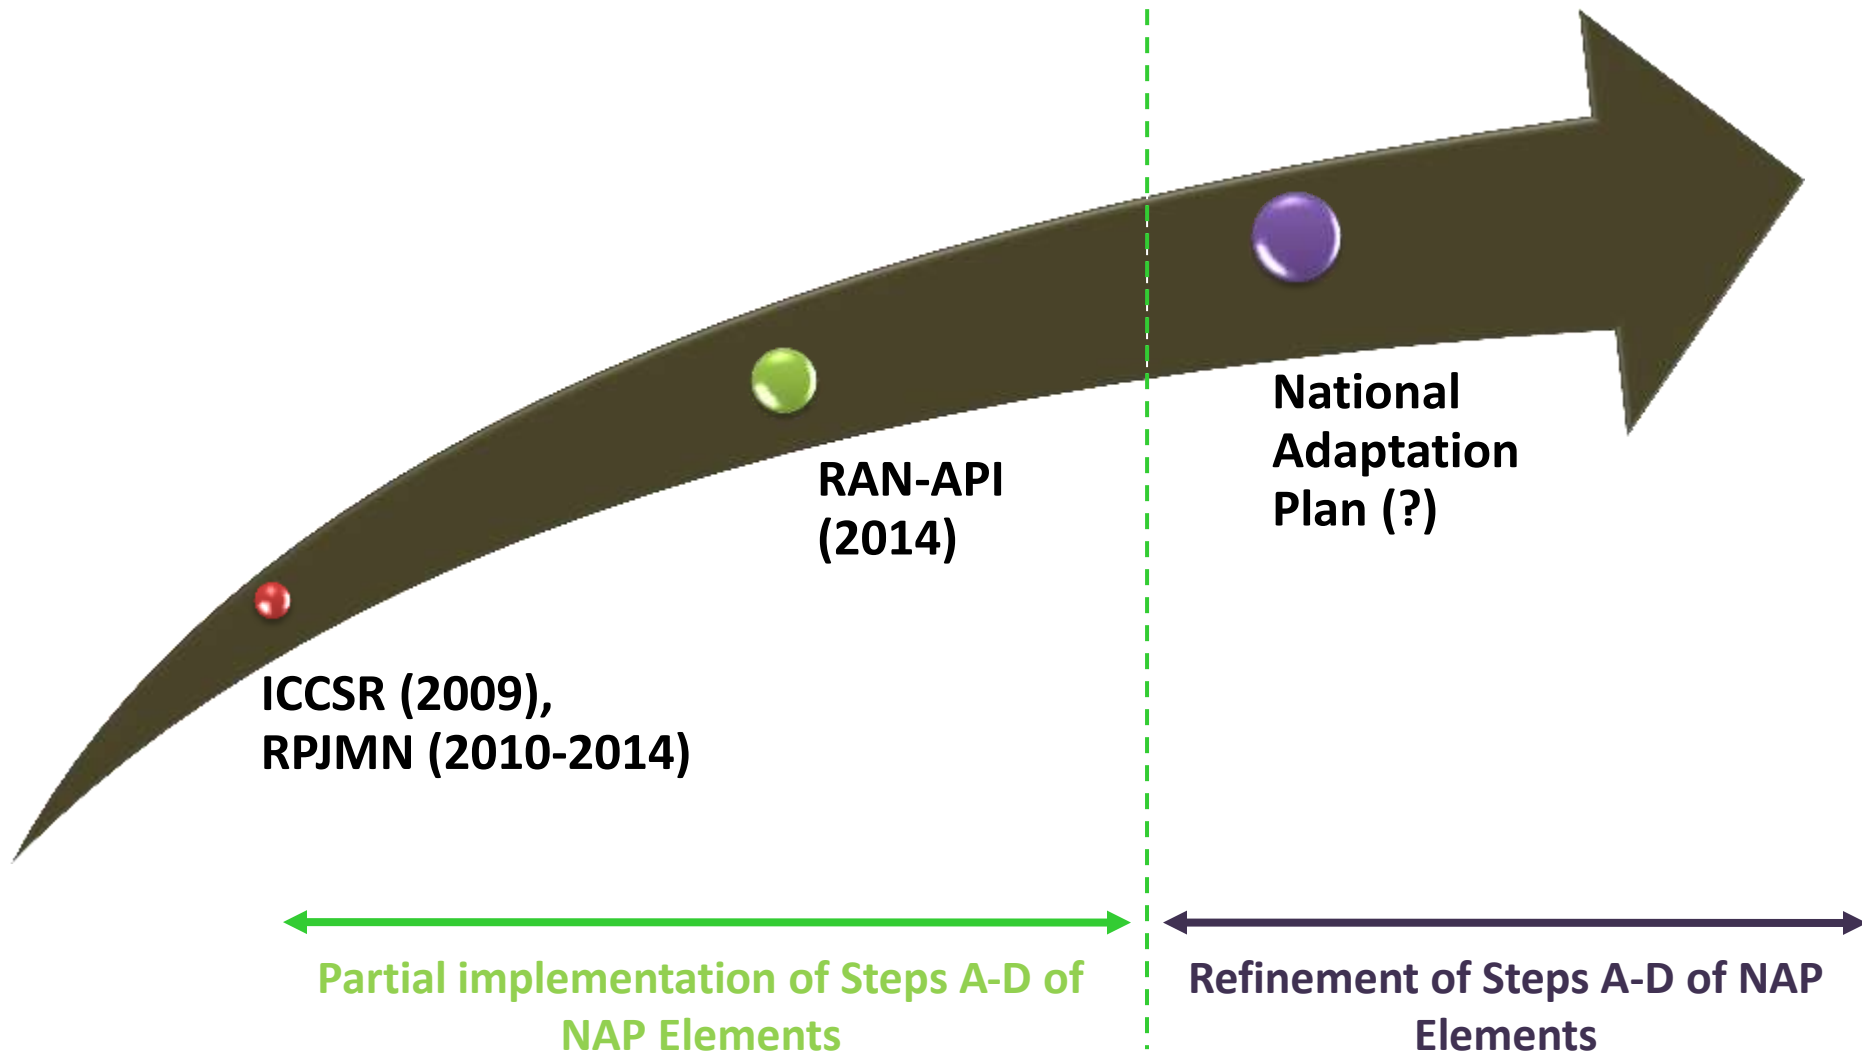 National
Adaptation
Plan (?)
RAN-API
(2014)
ICCSR (2009),
RPJMN (2010-2014)
Partial implementation of Steps A-D of
NAP Elements
Refinement of Steps A-D of NAP
Elements